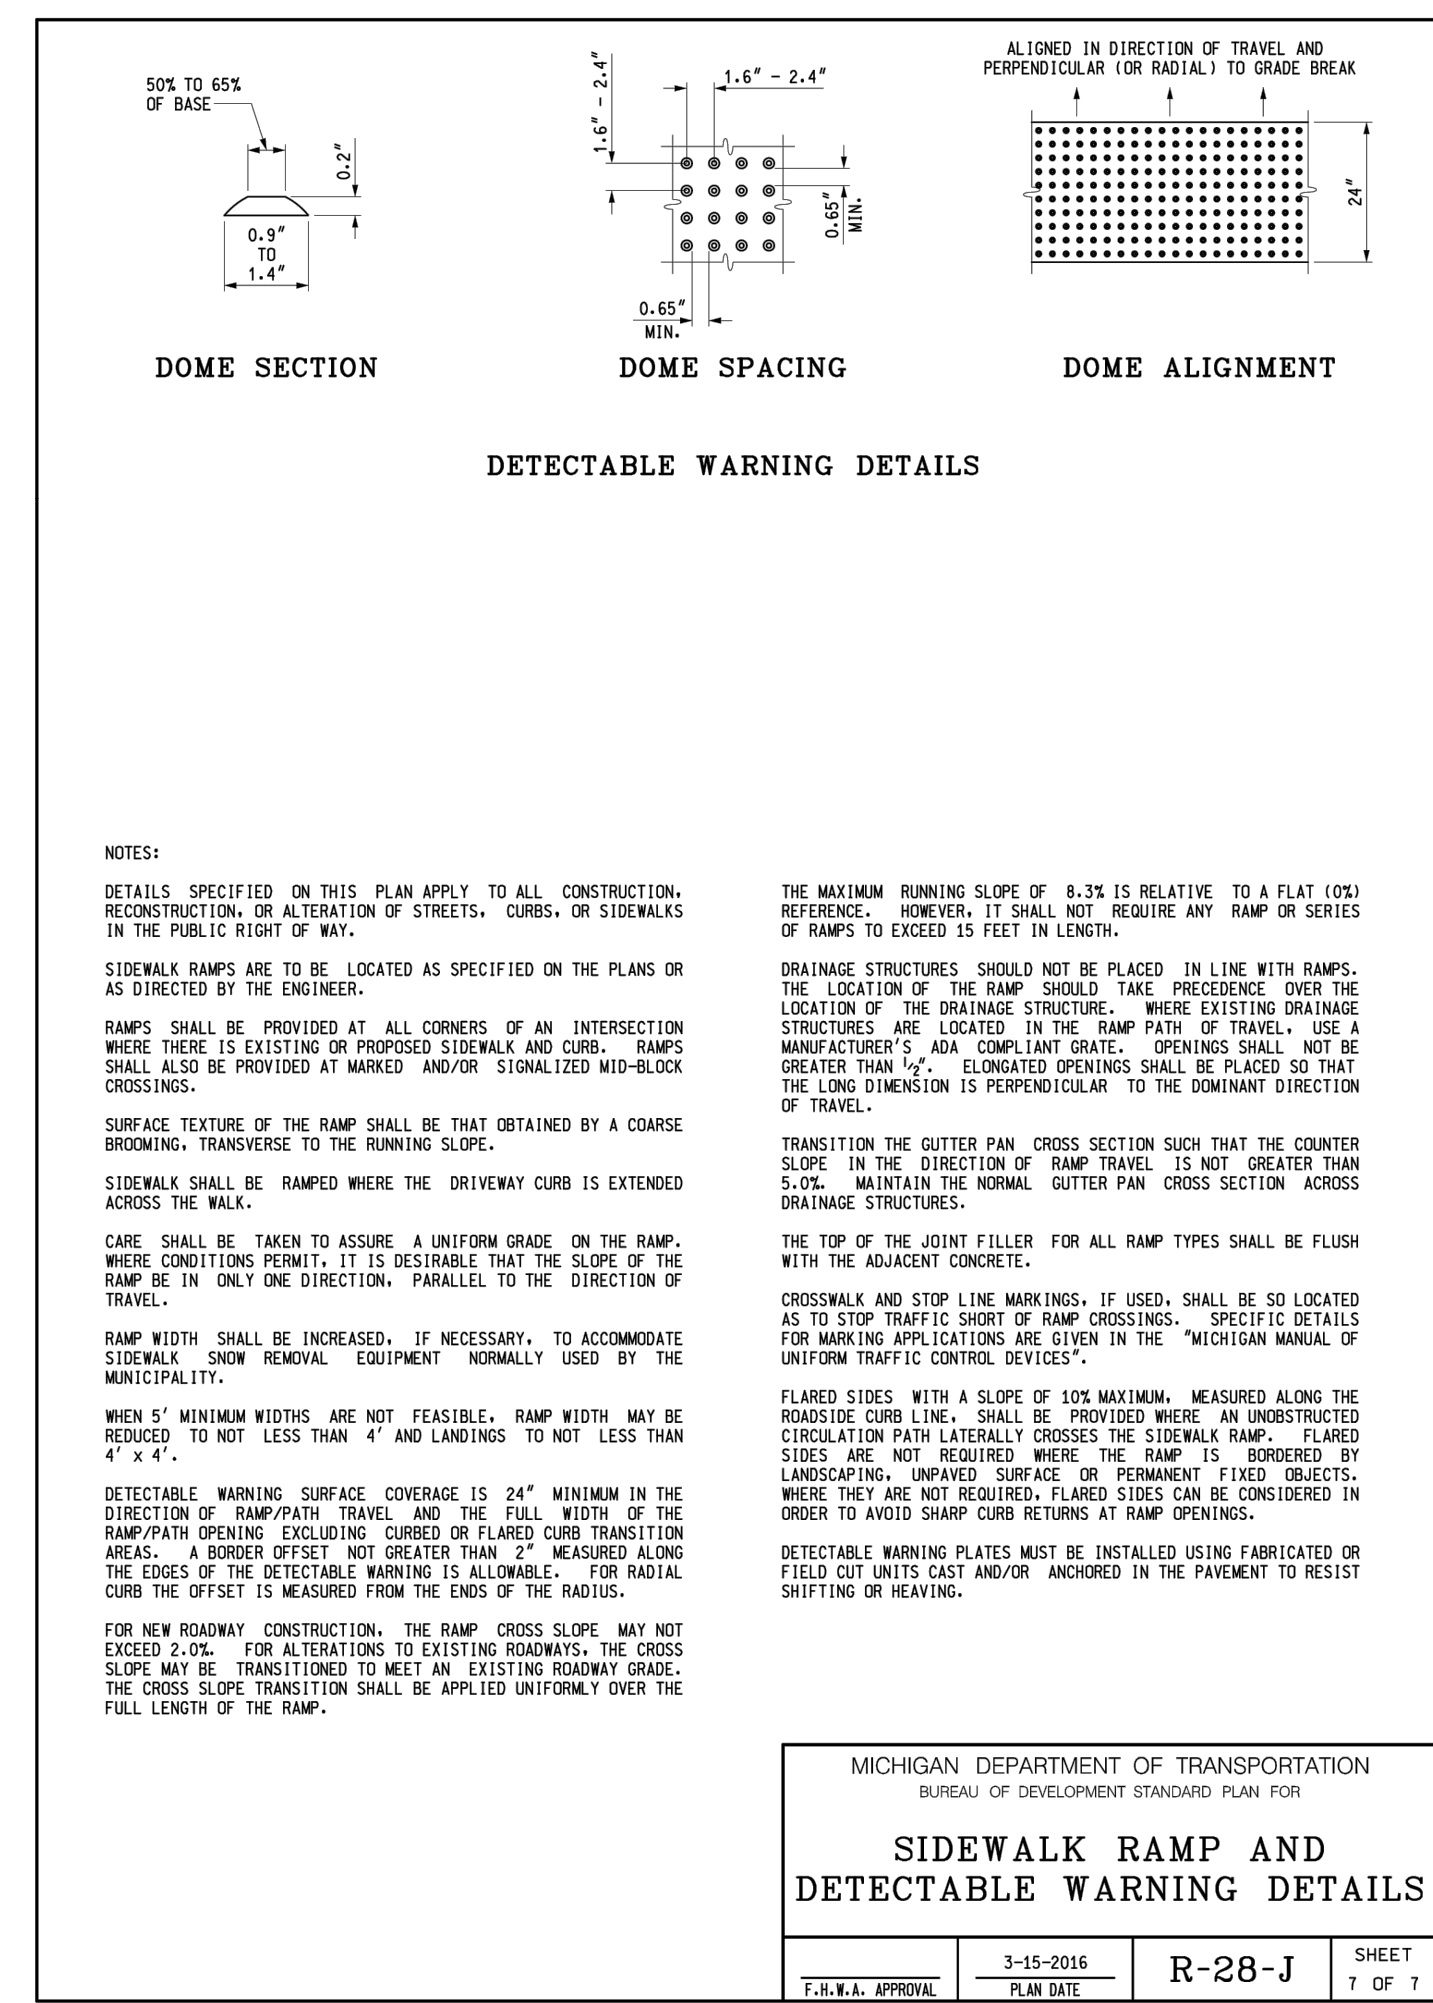 50% TO 65%
OF BASE
0.2"
0.9"
TO
1.4"
DOME SECTION
1.6" - 2.4"
1.6" - 2.4"
0.65"
MIN.
0.65"
MIN.
DOME SPACING
ALIGNED IN DIRECTION OF TRAVEL AND
PERPENDICULAR (OR RADIAL) TO GRADE BREAK
24"
DOME ALIGNMENT
DETECTABLE WARNING DETAILS
NOTES:
DETAILS SPECIFIED ON THIS PLAN APPLY TO ALL CONSTRUCTION,
RECONSTRUCTION, OR ALTERATION OF STREETS, CURBS, OR SIDEWALKS
IN THE PUBLIC RIGHT OF WAY.
SIDEWALK RAMPS ARE TO BE LOCATED AS SPECIFIED ON THE PLANS OR
AS DIRECTED BY THE ENGINEER.
RAMPS SHALL BE PROVIDED AT ALL CORNERS OF AN INTERSECTION
WHERE THERE IS EXISTING OR PROPOSED SIDEWALK AND CURB. RAMPS
SHALL ALSO BE PROVIDED AT MARKED AND/OR SIGNALIZED MID-BLOCK
CROSSINGS.
SURFACE TEXTURE OF THE RAMP SHALL BE THAT OBTAINED BY A COARSE
BROOMING, TRANSVERSE TO THE RUNNING SLOPE.
SIDEWALK SHALL BE RAMPED WHERE THE DRIVEWAY CURB IS EXTENDED
ACROSS THE WALK.
CARE SHALL BE TAKEN TO ASSURE A UNIFORM GRADE ON THE RAMP.
WHERE CONDITIONS PERMIT, IT IS DESIRABLE THAT THE SLOPE OF THE
RAMP BE IN ONLY ONE DIRECTION, PARALLEL TO THE DIRECTION OF
TRAVEL.
RAMP WIDTH SHALL BE INCREASED, IF NECESSARY, TO ACCOMMODATE
SIDEWALK SNOW REMOVAL EQUIPMENT NORMALLY USED BY THE
MUNICIPALITY.
WHEN 5' MINIMUM WIDTHS ARE NOT FEASIBLE, RAMP WIDTH MAY BE
REDUCED TO NOT LESS THAN 4' AND LANDINGS TO NOT LESS THAN
4' x 4'.
DETECTABLE WARNING SURFACE COVERAGE IS 24" MINIMUM IN THE
DIRECTION OF RAMP/PATH TRAVEL AND THE FULL WIDTH OF THE
RAMP/PATH OPENING EXCLUDING CURBED OR FLARED CURB TRANSITION
AREAS. A BORDER OFFSET NOT GREATER THAN 2" MEASURED ALONG
THE EDGES OF THE DETECTABLE WARNING IS ALLOWABLE. FOR RADIAL
CURB THE OFFSET IS MEASURED FROM THE ENDS OF THE RADIUS.
FOR NEW ROADWAY CONSTRUCTION, THE RAMP CROSS SLOPE MAY NOT
EXCEED 2.0%. FOR ALTERATIONS TO EXISTING ROADWAYS, THE CROSS
SLOPE MAY BE TRANSITIONED TO MEET AN EXISTING ROADWAY GRADE.
THE CROSS SLOPE TRANSITION SHALL BE APPLIED UNIFORMLY OVER THE
FULL LENGTH OF THE RAMP.
THE MAXIMUM RUNNING SLOPE OF 8.3% IS RELATIVE TO A FLAT (0%)
REFERENCE. HOWEVER, IT SHALL NOT REQUIRE ANY RAMP OR SERIES
OF RAMPS TO EXCEED 15 FEET IN LENGTH.
DRAINAGE STRUCTURES SHOULD NOT BE PLACED IN LINE WITH RAMPS.
THE LOCATION OF THE RAMP SHOULD TAKE PRECEDENCE OVER THE
LOCATION OF THE DRAINAGE STRUCTURE. WHERE EXISTING DRAINAGE
STRUCTURES ARE LOCATED IN THE RAMP PATH OF TRAVEL, USE A
MANUFACTURER'S ADA COMPLIANT GRATE. OPENINGS SHALL NOT BE
GREATER THAN 1/2". ELONGATED OPENINGS SHALL BE PLACED SO THAT
THE LONG DIMENSION IS PERPENDICULAR TO THE DOMINANT DIRECTION
OF TRAVEL.
TRANSITION THE GUTTER PAN CROSS SECTION SUCH THAT THE COUNTER
SLOPE IN THE DIRECTION OF RAMP TRAVEL IS NOT GREATER THAN
5.0%. MAINTAIN THE NORMAL GUTTER PAN CROSS SECTION ACROSS
DRAINAGE STRUCTURES.
THE TOP OF THE JOINT FILLER FOR ALL RAMP TYPES SHALL BE FLUSH
WITH THE ADJACENT CONCRETE.
CROSSWALK AND STOP LINE MARKINGS, IF USED, SHALL BE SO LOCATED
AS TO STOP TRAFFIC SHORT OF RAMP CROSSINGS. SPECIFIC DETAILS
FOR MARKING APPLICATIONS ARE GIVEN IN THE "MICHIGAN MANUAL OF
UNIFORM TRAFFIC CONTROL DEVICES".
FLARED SIDES WITH A SLOPE OF 10% MAXIMUM, MEASURED ALONG THE
ROADSIDE CURB LINE, SHALL BE PROVIDED WHERE AN UNOBSTRUCTED
CIRCULATION PATH LATERALLY CROSSES THE SIDEWALK RAMP. FLARED
SIDES ARE NOT REQUIRED WHERE THE RAMP IS BORDERED BY
LANDSCAPING, UNPAVED SURFACE OR PERMANENT FIXED OBJECTS.
WHERE THEY ARE NOT REQUIRED, FLARED SIDES CAN BE CONSIDERED IN
ORDER TO AVOID SHARP CURB RETURNS AT RAMP OPENINGS.
DETECTABLE WARNING PLATES MUST BE INSTALLED USING FABRICATED OR
FIELD CUT UNITS CAST AND/OR ANCHORED IN THE PAVEMENT TO RESIST
SHIFTING OR HEAVING.
MICHIGAN DEPARTMENT OF TRANSPORTATION
BUREAU OF DEVELOPMENT STANDARD PLAN FOR
SIDEWALK RAMP AND
DETECTABLE WARNING DETAILS
F.H.W.A. APPROVAL
3-15-2016
PLAN DATE
R-28-J
SHEET
7 OF 7